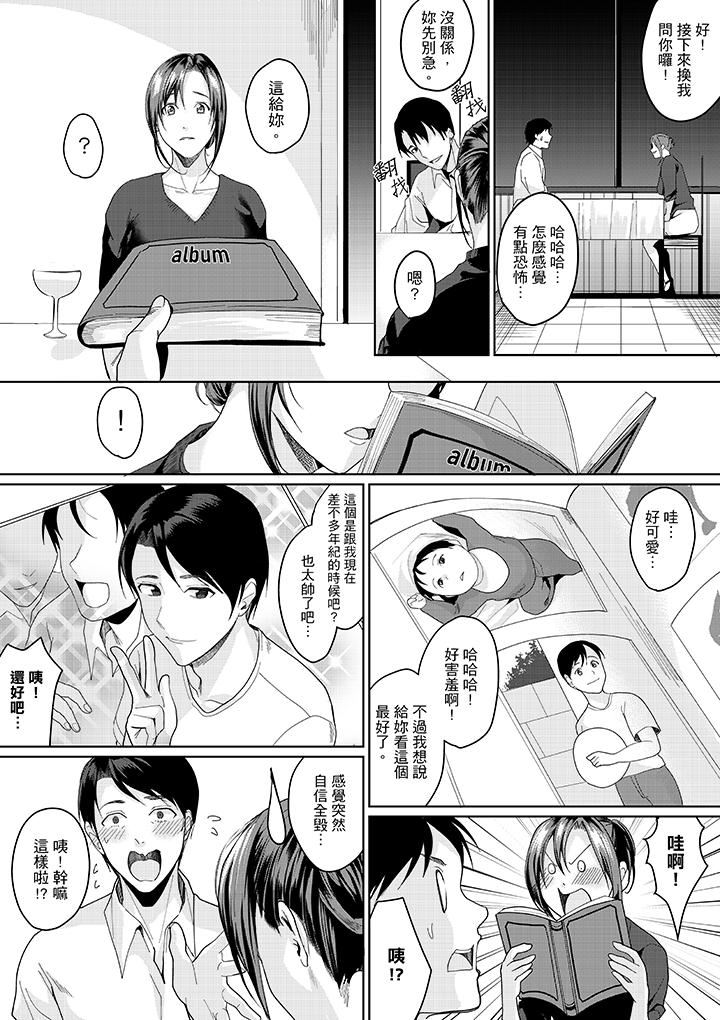 好！
接下來換我
問你囉！
哈哈哈…
怎麼感覺
有點恐怖…
沒關係，
妳先別急。
翻找
翻找
嗯？
這給妳。
？
album
！
album
哇…
好可愛…
哈哈哈！
好害羞啊！
不過我想說
給妳看這個
最好了。
這個是跟我現在
差不多年紀的時候吧？
也太帥了吧…
咦！
還好吧…
哇啊！
咦!?
感覺突然
自信全毀…
咦！幹嘛
這樣啦!?